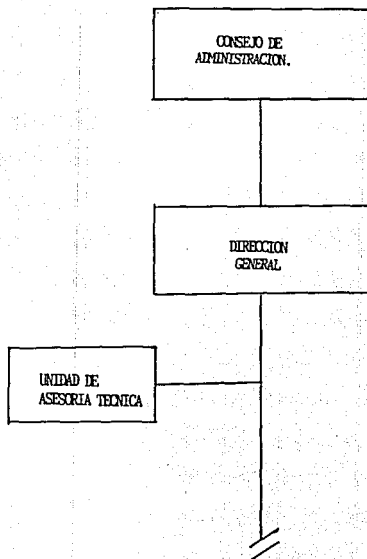 CONSEJO DE
ADMINISTRACION.
DIRECCION
GENERAL
UNIDAD DE
ASESORIA TECNICA